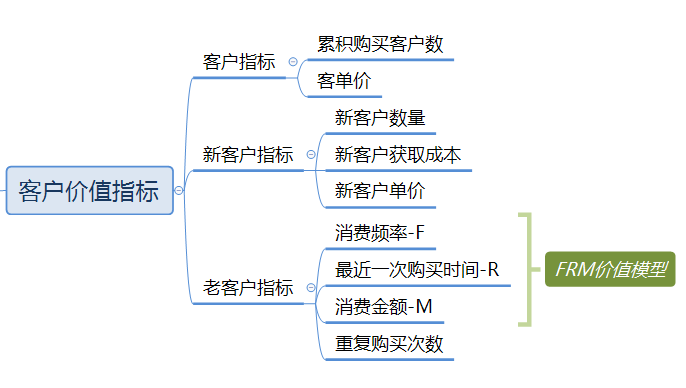 客户价值指标
客户指标
累积购买客户数
客单价
新客户指标
新客户数量
新客户获取成本
新客户单价
老客户指标
消费频率-F
最近一次购买时间-R
消费金额-M
重复购买次数
FRM价值模型